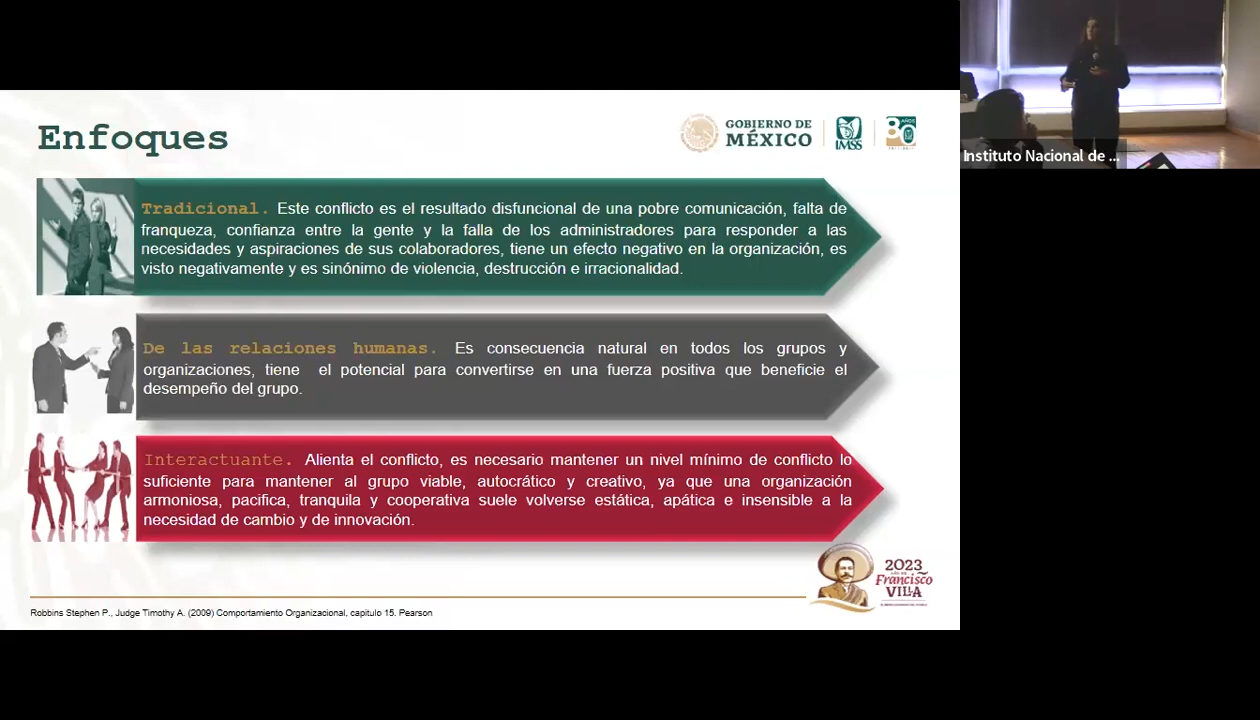 Enfoques
GOBIERNO DE
MÉXICO
IMSS
AÑOS
Instituto Nacional de ...
Tradicional. Este conflicto es el resultado disfuncional de una pobre comunicación, falta de
franqueza, confianza entre la gente y la falla de los administradores para responder a las
necesidades y aspiraciones de sus colaboradores, tiene un efecto negativo en la organización, es
visto negativamente y es sinónimo de violencia, destrucción e irracionalidad.
De las relaciones humanas. Es consecuencia natural en todos los grupos y
organizaciones, tiene el potencial para convertirse en una fuerza positiva que beneficie el
desempeño del grupo.
Interactuante. Alienta el conflicto, es necesario mantener un nivel mínimo de conflicto lo
suficiente para mantener al grupo viable, autocrático y creativo, ya que una organización
armoniosa, pacifica, tranquila y cooperativa suele volverse estática, apática e insensible a la
necesidad de cambio y de innovación.
2023
Francisco
VILLA
Robbins Stephen P., Judge Timothy A. (2009) Comportamiento Organizacional, capitulo 15. Pearson